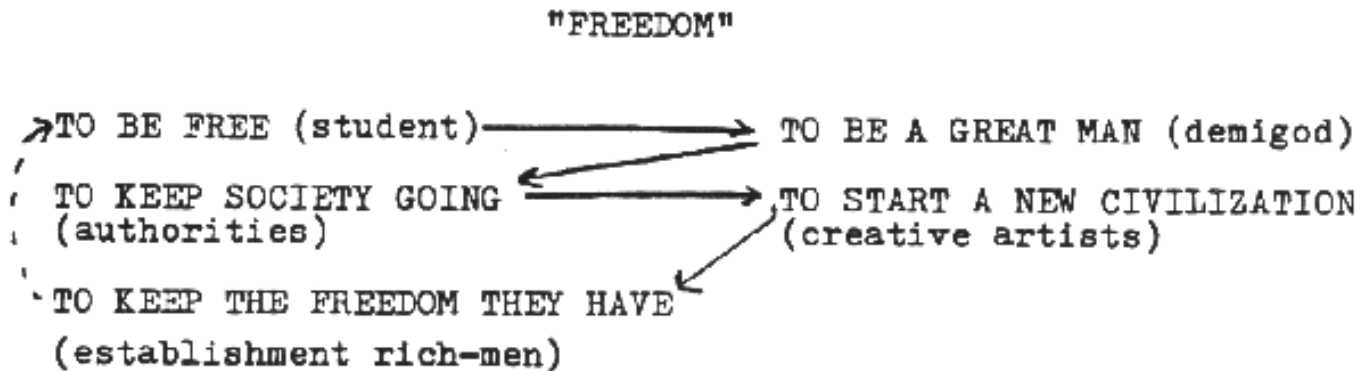 "FREEDOM"
TO BE FREE (student) TO BE A GREAT MAN (demigod)
TO KEEP SOCIETY GOING TO START A NEW CIVILIZATION
(authorities) (creative artists)
TO KEEP THE FREEDOM THEY HAVE
(establishment rich-men)